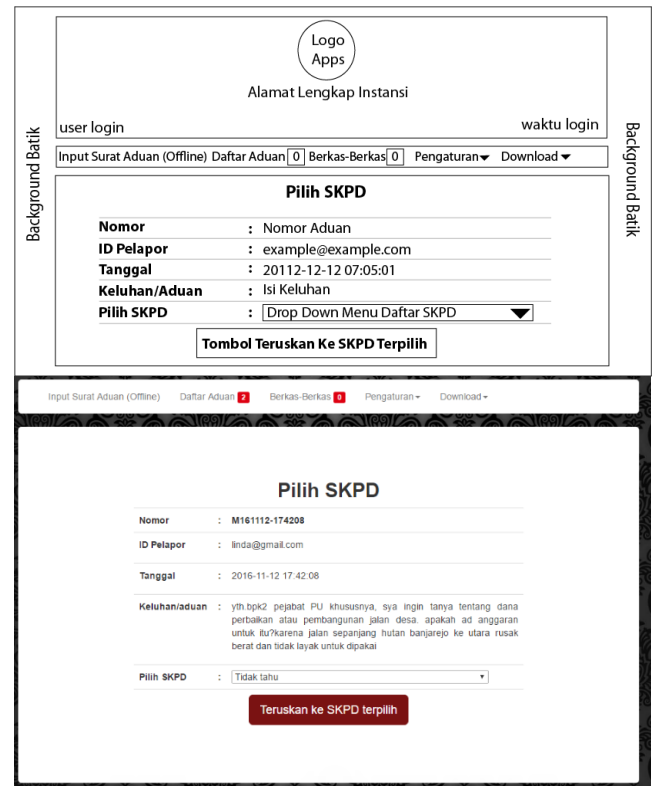 Logo
Apps
Alamat Lengkap Instansi
user login
waktu login
Background Batik
Background Batik
Input Surat Aduan (Offline) Daftar Aduan 0 Berkas-Berkas 0 Pengaturan Download
Pilih SKPD
Nomor : Nomor Aduan
ID Pelapor : example@example.com
Tanggal : 20112-12-12 07:05:01
Keluhan/Aduan : Isi Keluhan
Pilih SKPD : Drop Down Menu Daftar SKPD
Tombol Teruskan Ke SKPD Terpilih
Input Surat Aduan (Offline) Daftar Aduan 2 Berkas-Berkas 0 Pengaturan Download
Pilih SKPD
Nomor : M161112-174208
ID Pelapor : linda@gmail.com
Tanggal : 2016-11-12 17:42:08
Keluhan/aduan : yth.bpk2 pejabat PU khususnya, sya ingin tanya tentang dana
perbaikan atau pembangunan jalan desa. apakah ad anggaran
untuk itu?karena jalan sepanjang hutan banjarejo ke utara rusak
berat dan tidak layak untuk dipakai
Pilih SKPD : Tidak tahu
Teruskan ke SKPD terpilih